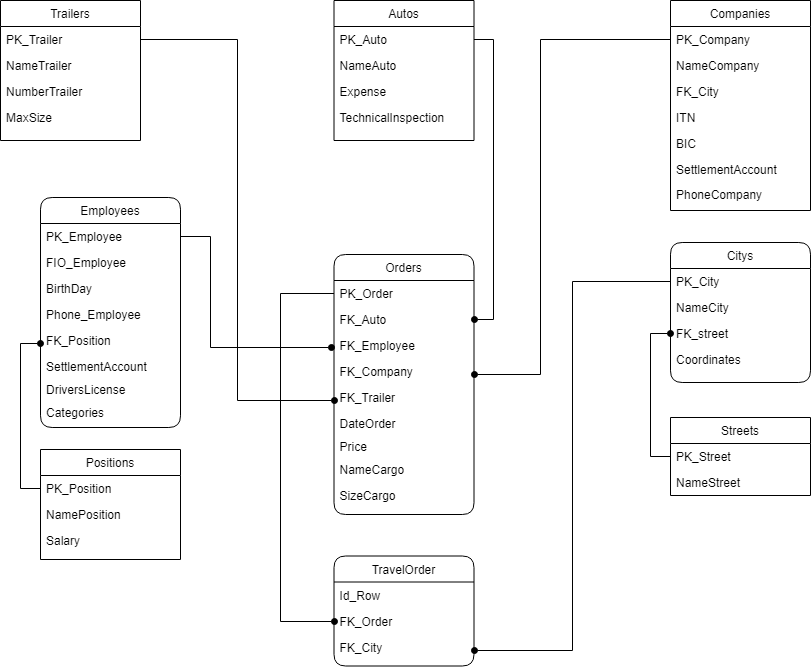 Trailers
PK_Trailer
NameTrailer
NumberTrailer
MaxSize
Autos
PK_Auto
NameAuto
Expense
TechnicalInspection
Companies
PK_Company
NameCompany
FK_City
ITN
BIC
SettlementAccount
PhoneCompany
Employees
PK_Employee
FIO_Employee
BirthDay
Phone_Employee
FK_Position
SettlementAccount
DriversLicense
Categories
Orders
PK_Order
FK_Auto
FK_Employee
FK_Company
FK_Trailer
DateOrder
Price
NameCargo
SizeCargo
Citys
PK_City
NameCity
FK_street
Coordinates
Positions
PK_Position
NamePosition
Salary
Streets
PK_Street
NameStreet
TravelOrder
Id_Row
FK_Order
FK_City